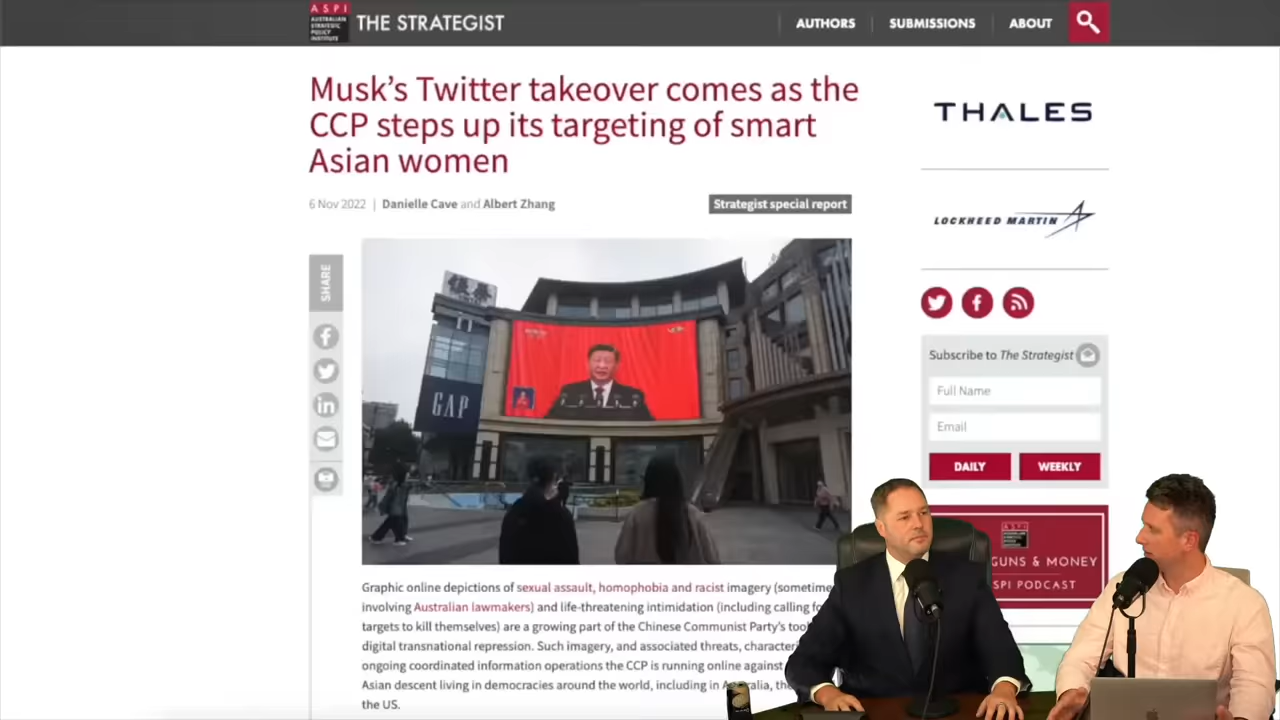 ASPI
AUSTRALIAN
STRATEGIC
POLICY
INSTITUTE
THE STRATEGIST
AUTHORS
SUBMISSIONS
ABOUT
Musk's Twitter takeover comes as the
CCP steps up its targeting of smart
Asian women
6 Nov 2022 | Danielle Cave and Albert Zhang
Strategist special report
SHARE
GAP
Graphic online depictions of sexual assault, homophobia and racist imagery
involving Australian lawmakers) and life-threatening intimidation (including calling
targets to kill themselves) are a growing part of the Chinese Communist Party's
digital transnational repression. Such imagery, and associated threats,
ongoing coordinated information operations the CCP is running online against
Asian descent living in democracies around the world, including in
the US.
THALES
LOCKHEED MARTIN
Subscribe to The Strategist
Full Name
Email
DAILY
WEEKLY
ASPI
GUNS & MONEY
PODCAST